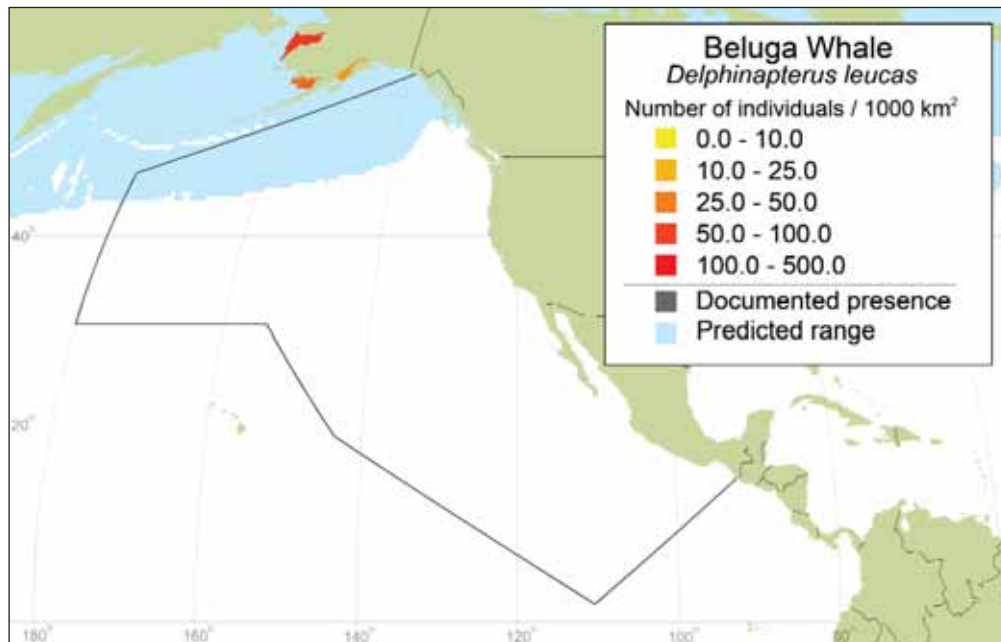 Beluga Whale
Delphinapterus leucas
Number of individuals / 1000 km²
0.0 - 10.0
10.0 - 25.0
25.0 - 50.0
50.0 - 100.0
100.0 - 500.0
Documented presence
Predicted range
40°
20°
180° 160° 140° 120° 100° 80°